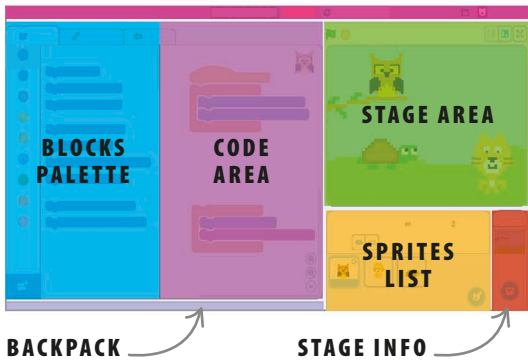 STAGE AREA
BLOCKS
PALETTE
CODE
AREA
SPRITES
LIST
BACKPACK
STAGE INFO